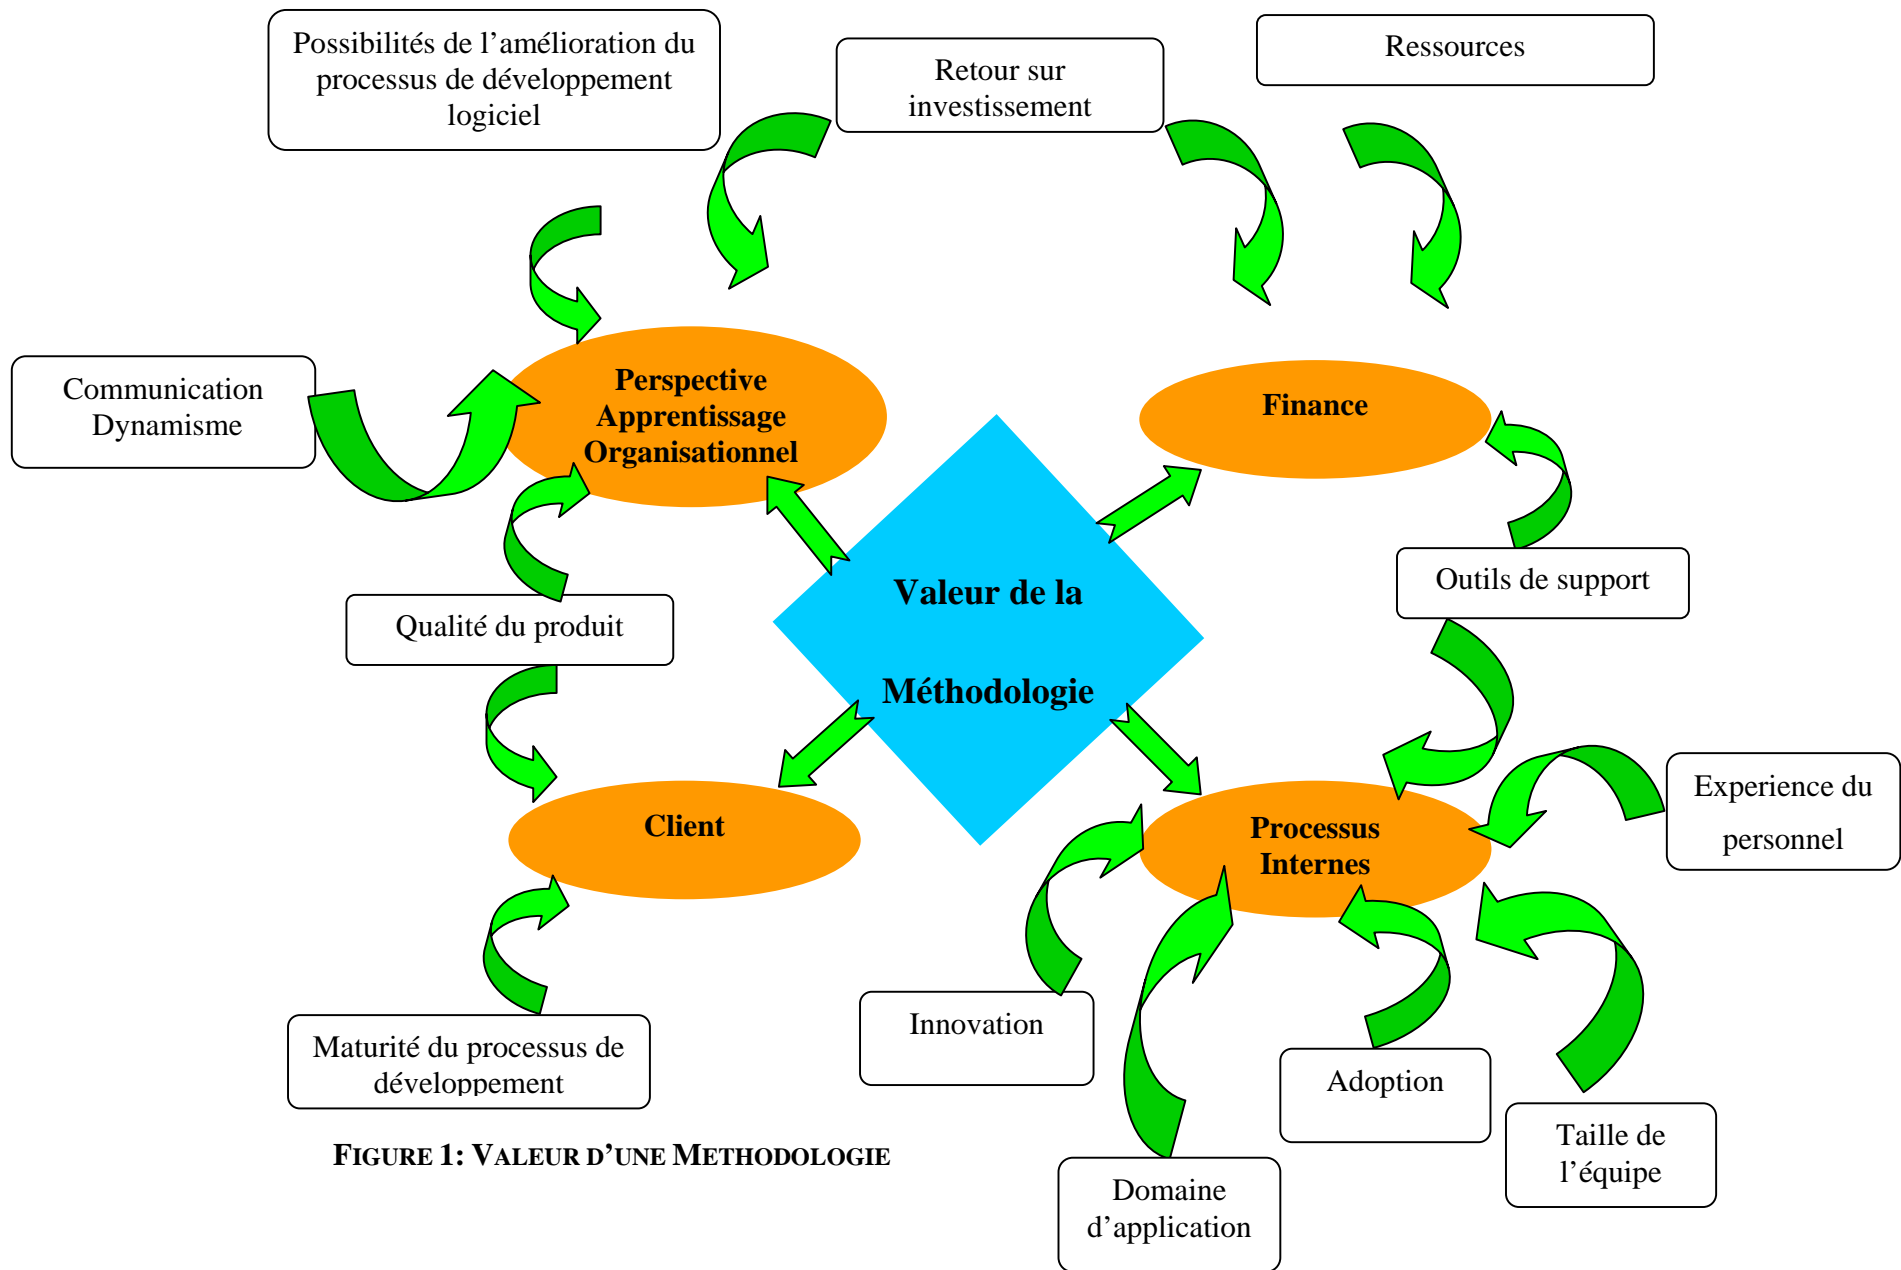 Possibilités de l’amélioration du
processus de développement
logiciel
Retour sur
investissement
Ressources
Communication
Dynamisme
Perspective
Apprentissage
Organisationnel
Finance
Valeur de la
Méthodologie
Outils de support
Qualité du produit
Experience du
personnel
Client
Processus
Internes
Innovation
Maturité du processus de
développement
Adoption
Taille de
l’équipe
Domaine
d’application
FIGURE 1: VALEUR D’UNE METHODOLOGIE